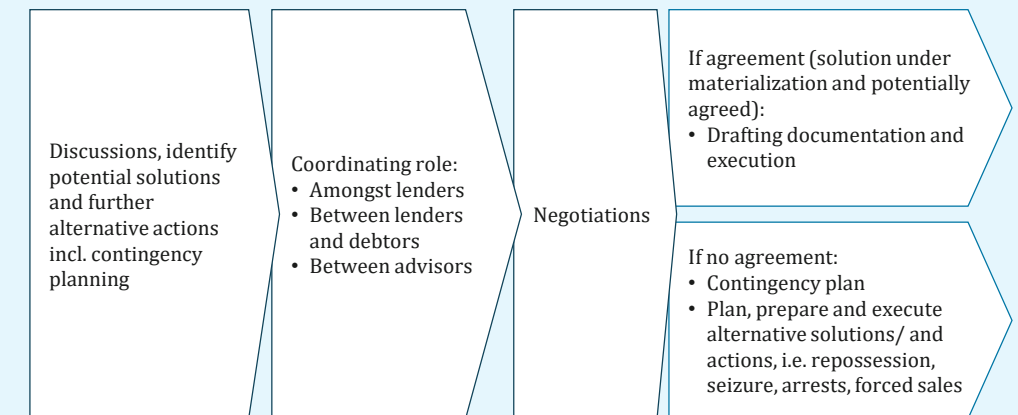 Discussions, identify
potential solutions
and further
alternative actions
incl. contingency
planning
Coordinating role:
• Amongst lenders
• Between lenders
and debtors
• Between advisors
Negotiations
If agreement (solution under
materialization and potentially
agreed):
• Drafting documentation and
execution
If no agreement:
• Contingency plan
• Plan, prepare and execute
alternative solutions/ and
actions, i.e. repossession,
seizure, arrests, forced sales